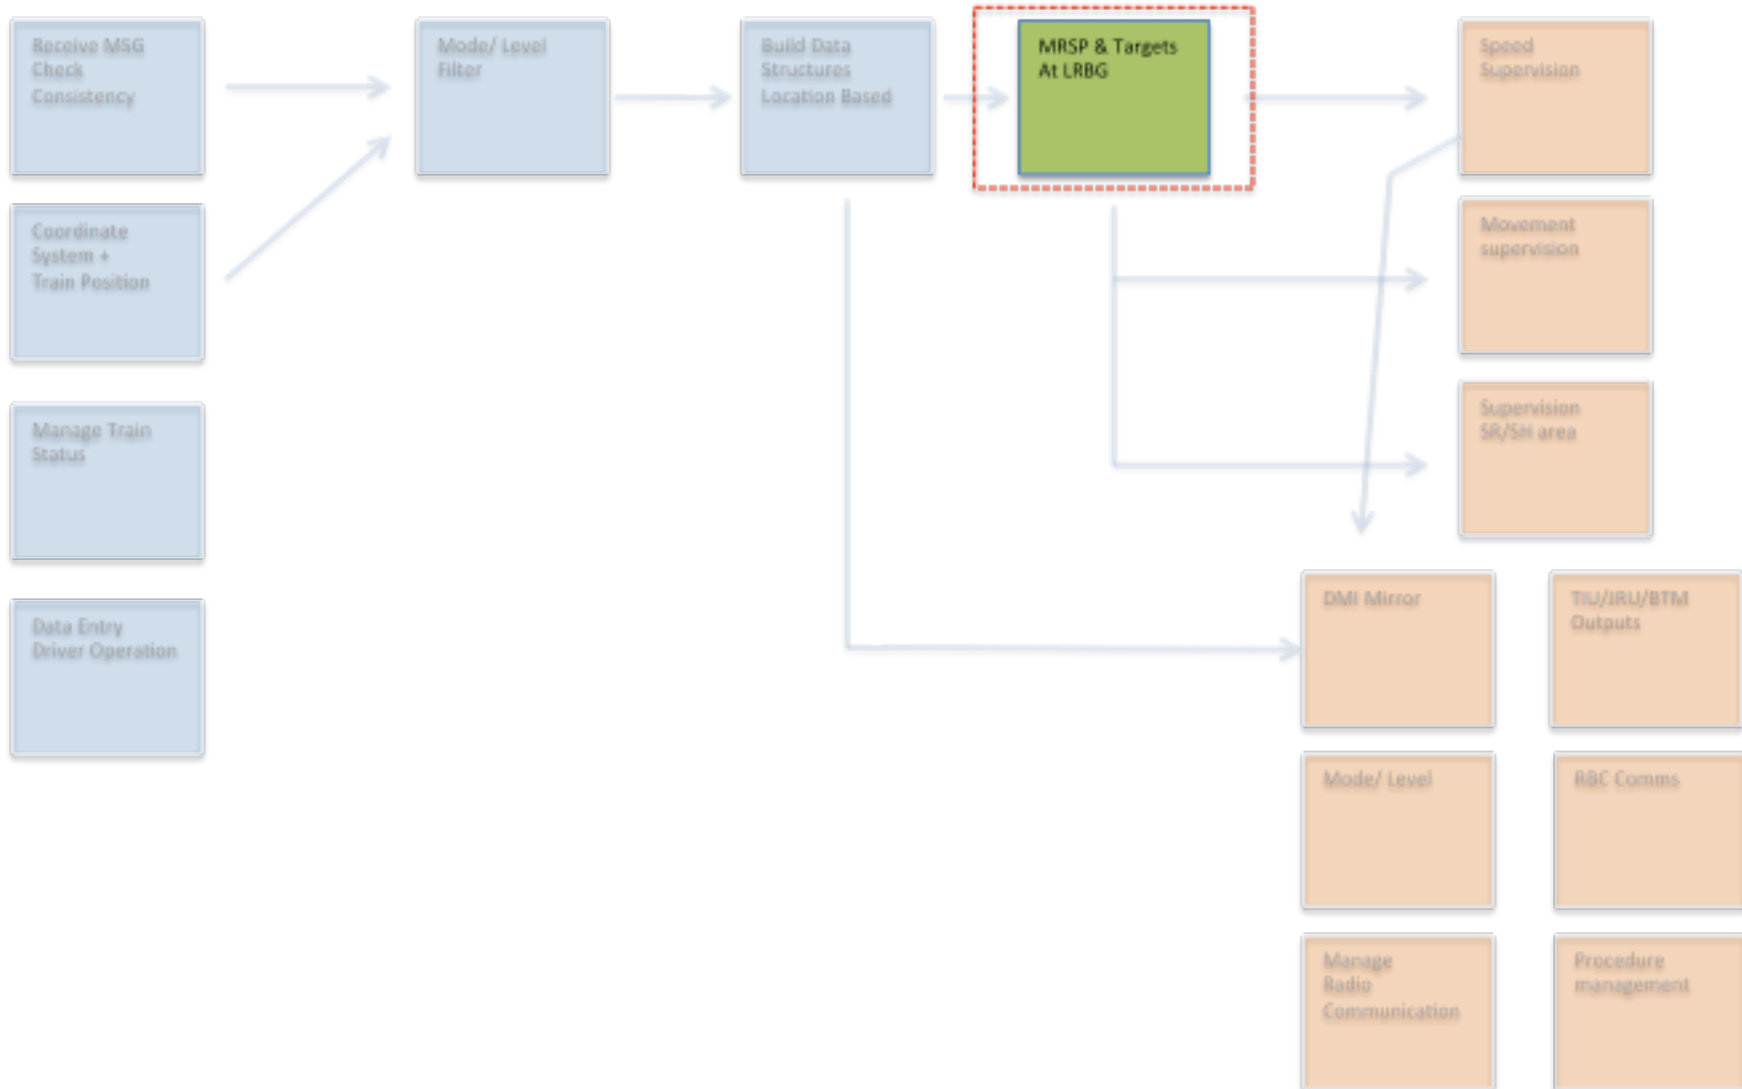 Receive MSG
Check
Consistency
Mode/ Level
Filter
Build Data
Structures
Location Based
MRSP & Targets
At LRBG
Speed
Supervision
Coordinate
System +
Train Position
Movement
supervision
Manage Train
Status
Supervision
SR/SH area
Data Entry
Driver Operation
DMI Mirror
TIU/JRU/BTM
Outputs
Mode/ Level
RBC Comms
Manage
Radio
Communication
Procedure
management